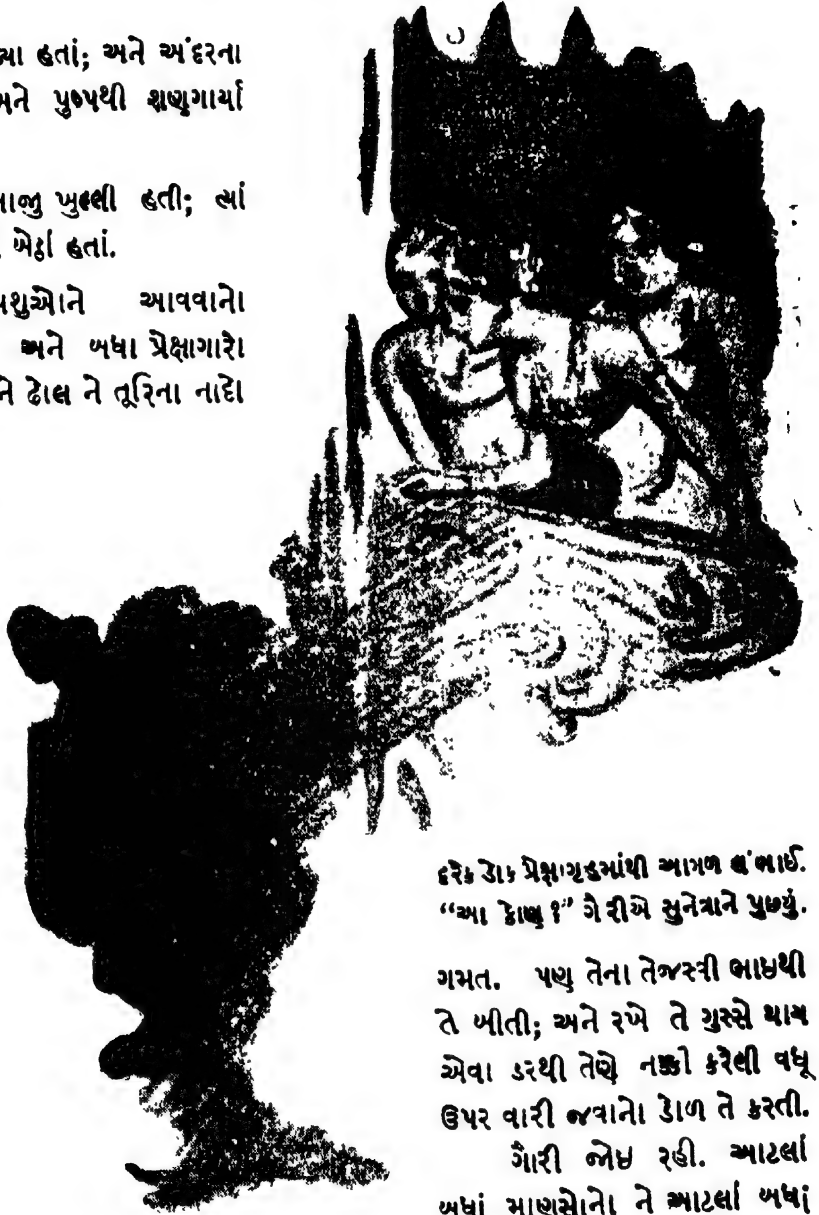 હતાં; અને અંદરના
અને પુષ્પથી શણગાર્યા
ખુલ્લી હતી; ત્યાં
બેઠાં હતાં.
પશુઓને આવવાનો
અને બધા પ્રેક્ષાગારો
ને ઢોલ ને તૂરિના નાદો
દરેક ડોક પ્રેક્ષાગૃહમાંથી આગળ લંબાઈ.
“આ કોણ ?” ગૌરીએ સુનેત્રાને પુછ્યું.
ગમત. પણ તેના તેજસ્વી ભાઇથી
તે બીતી; અને રખે તે ગુસ્સે થાય
એવા ડરથી તેણે નક્કી કરેલી વધૂ
ઉપર વારી જવાનો ડોળ તે કરતી.
ગૌરી જોઇ રહી. આટલાં
બધાં માણસોનો ને આટલાં બધાં